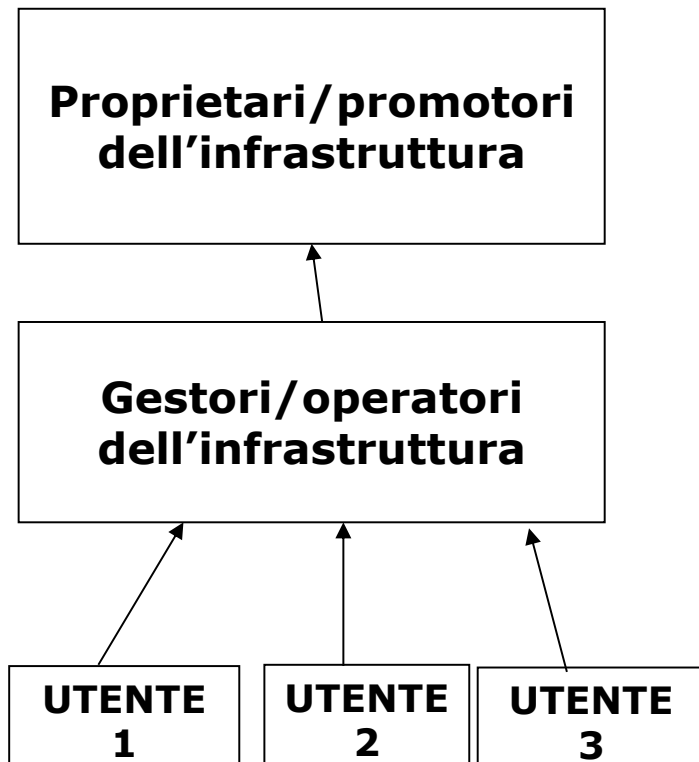 Proprietari/promotori
dell’infrastruttura
Gestori/operatori
dell’infrastruttura
UTENTE
1
UTENTE
2
UTENTE
3